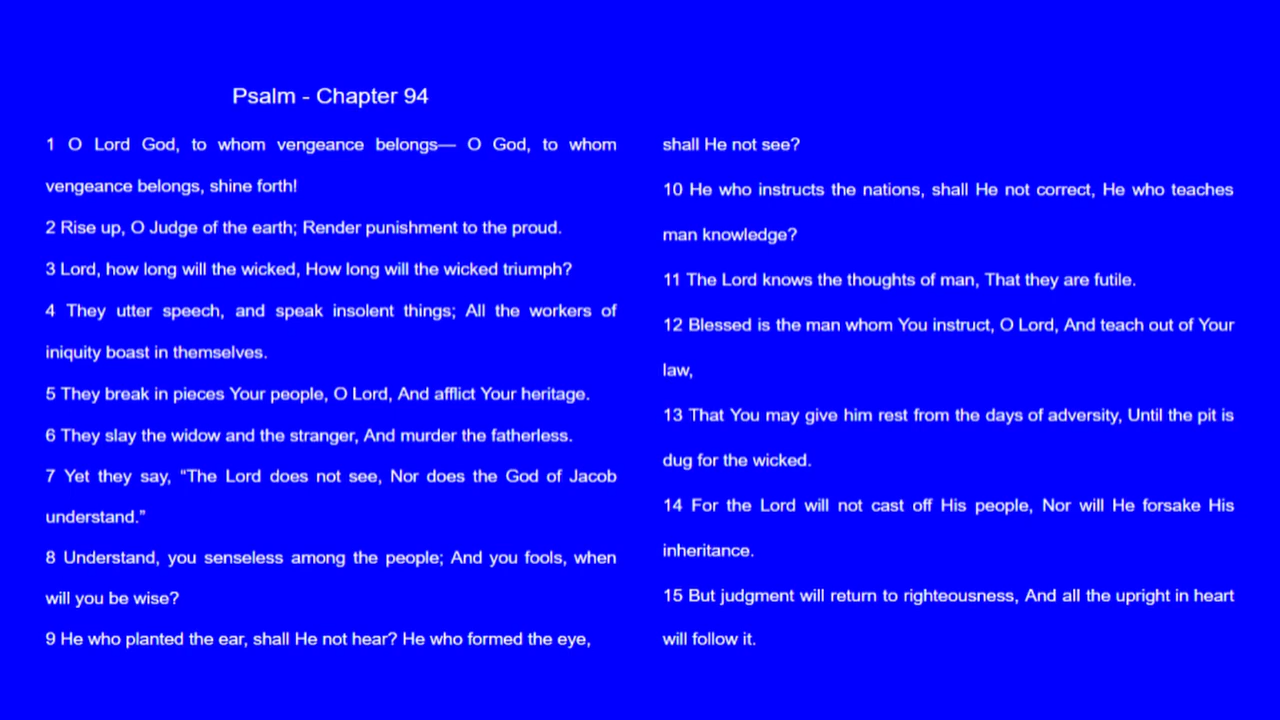 Psalm - Chapter 94
1 O Lord God, to whom vengeance belongs— O God, to whom
vengeance belongs, shine forth!
2 Rise up, O Judge of the earth; Render punishment to the proud.
3 Lord, how long will the wicked, How long will the wicked triumph?
4 They utter speech, and speak insolent things; All the workers of
iniquity boast in themselves.
5 They break in pieces Your people, O Lord, And afflict Your heritage.
6 They slay the widow and the stranger, And murder the fatherless.
7 Yet they say, “The Lord does not see, Nor does the God of Jacob
understand.”
8 Understand, you senseless among the people; And you fools, when
will you be wise?
9 He who planted the ear, shall He not hear? He who formed the eye,
shall He not see?
10 He who instructs the nations, shall He not correct, He who teaches
man knowledge?
11 The Lord knows the thoughts of man, That they are futile.
12 Blessed is the man whom You instruct, O Lord, And teach out of Your
law,
13 That You may give him rest from the days of adversity, Until the pit is
dug for the wicked.
14 For the Lord will not cast off His people, Nor will He forsake His
inheritance.
15 But judgment will return to righteousness, And all the upright in heart
will follow it.